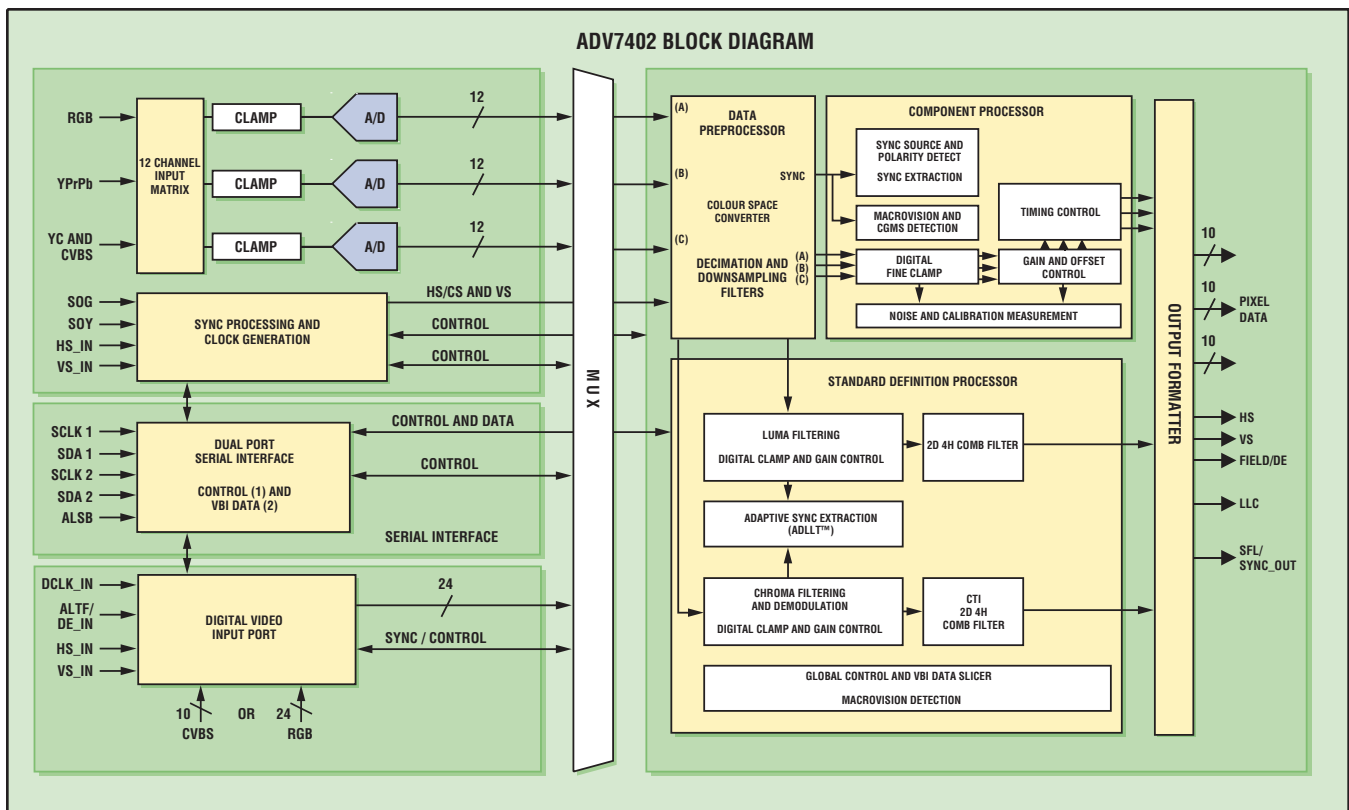 ADV7402 BLOCK DIAGRAM
RGB
YPrPb
YC AND
CVBS
12 CHANNEL
INPUT
MATRIX
CLAMP
A/D
12
CLAMP
A/D
12
CLAMP
A/D
12
SOG
SOY
HS_IN
VS_IN
SYNC PROCESSING AND
CLOCK GENERATION
HS/CS AND VS
CONTROL
CONTROL
SCLK 1
SDA 1
SCLK 2
SDA 2
ALSB
DUAL PORT
SERIAL INTERFACE
CONTROL (1) AND
VBI DATA (2)
CONTROL AND DATA
CONTROL
SERIAL INTERFACE
DCLK_IN
ALTF/
DE_IN
HS_IN
VS_IN
DIGITAL VIDEO
INPUT PORT
24
SYNC / CONTROL
10
OR
24
CVBS
RGB
MUX
(A)
DATA
PREPROCESSOR
(B)
SYNC
COLOUR SPACE
CONVERTER
(C)
DECIMATION AND
DOWNSAMPLING
FILTERS
(A)
(B)
(C)
COMPONENT PROCESSOR
SYNC SOURCE AND
POLARITY DETECT
SYNC EXTRACTION
MACROVISION AND
CGMS DETECTION
TIMING CONTROL
DIGITAL
FINE CLAMP
GAIN AND OFFSET
CONTROL
NOISE AND CALIBRATION MEASUREMENT
STANDARD DEFINITION PROCESSOR
LUMA FILTERING
DIGITAL CLAMP AND GAIN CONTROL
2D 4H COMB FILTER
ADAPTIVE SYNC EXTRACTION
(ADLLT™)
CHROMA FILTERING
AND DEMODULATION
DIGITAL CLAMP AND GAIN CONTROL
CTI
2D 4H
COMB FILTER
GLOBAL CONTROL AND VBI DATA SLICER
MACROVISION DETECTION
OUTPUT FORMATTER
10
10
PIXEL
DATA
10
HS
VS
FIELD/DE
LLC
SFL/
SYNC_OUT